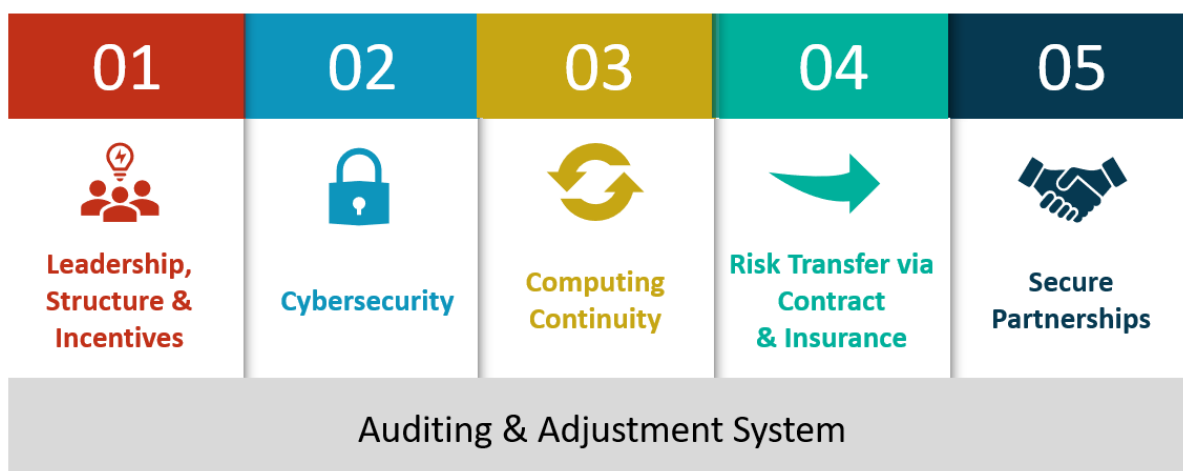 01
02
03
04
05
Leadership,
Structure &
Incentives
Cybersecurity
Computing
Continuity
Risk Transfer via
Contract
& Insurance
Secure
Partnerships
Auditing & Adjustment System